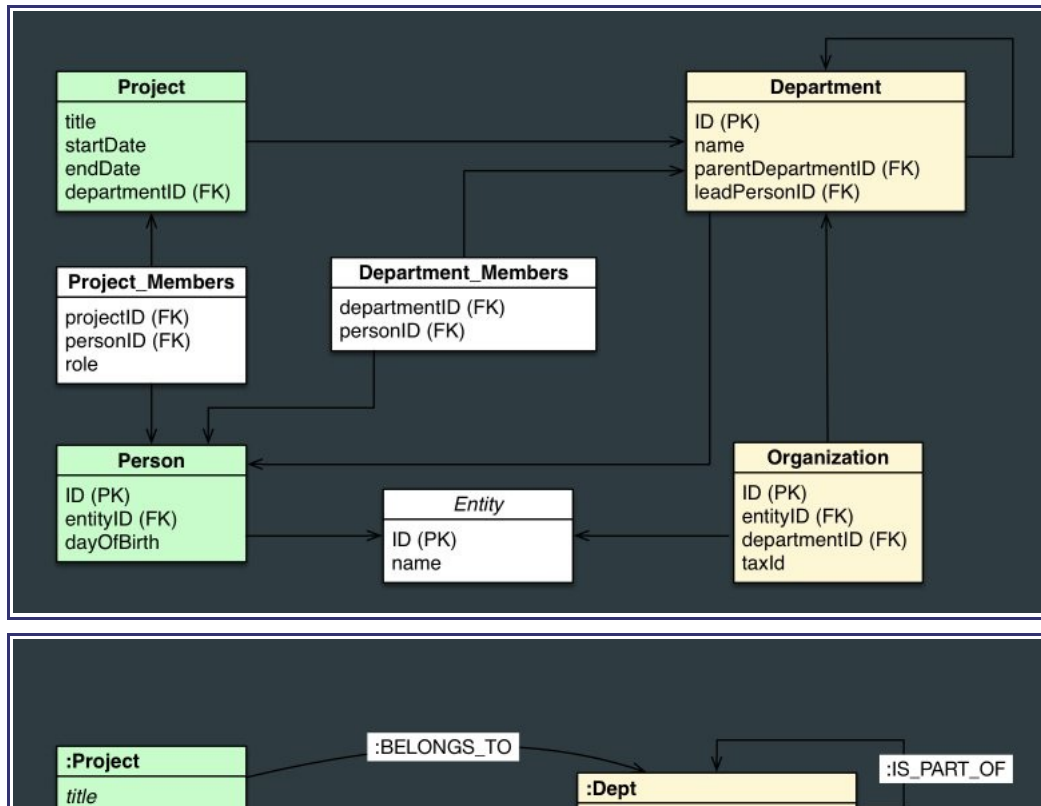 Project
title
startDate
endDate
departmentID (FK)
Department
ID (PK)
name
parentDepartmentID (FK)
leadPersonID (FK)
Project_Members
projectID (FK)
personID (FK)
role
Department_Members
departmentID (FK)
personID (FK)
Person
ID (PK)
entityID (FK)
dayOfBirth
Entity
ID (PK)
name
Organization
ID (PK)
entityID (FK)
departmentID (FK)
taxId
:BELONGS_TO
:Project
title
:IS_PART_OF
:Dept